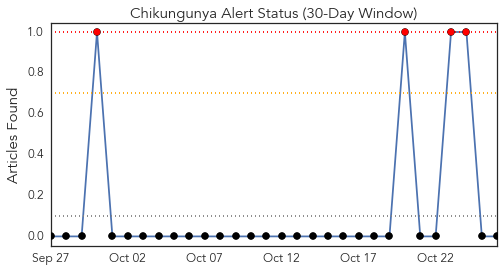 Chikungunya Alert Status (30-Day Window)
Articles Found
1.0
0.8
0.6
0.4
0.2
0.0
Sep 27 Oct 02 Oct 07 Oct 12 Oct 17 Oct 22